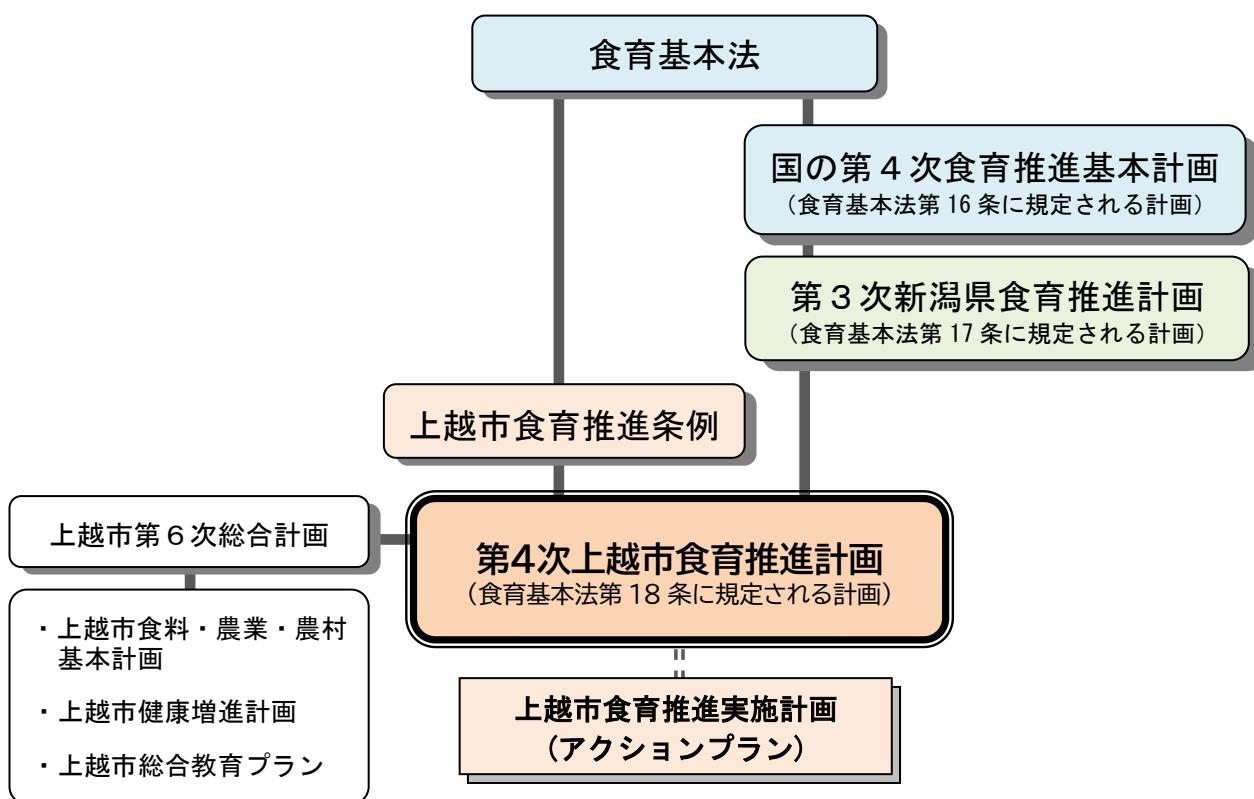 食育基本法
国の第４次食育推進基本計画
（食育基本法第 16 条に規定される計画）
第３次新潟県食育推進計画
（食育基本法第 17 条に規定される計画）
上越市食育推進条例
上越市第６次総合計画
第4次上越市食育推進計画
（食育基本法第 18 条に規定される計画）
・上越市食料・農業・農村
基本計画
・上越市健康増進計画
・上越市総合教育プラン
上越市食育推進実施計画
（アクションプラン）